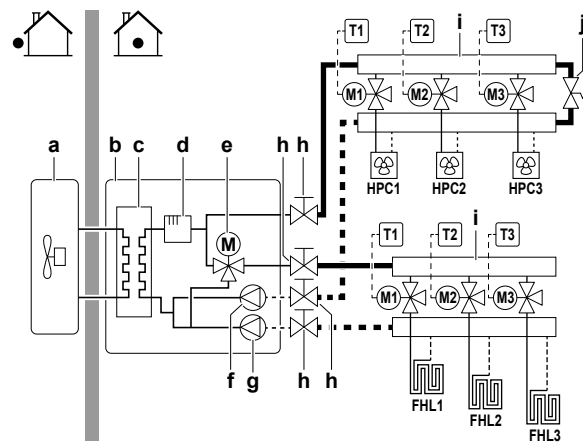 T1 T2 T3 i j
M1 M2 M3
a b c d e h h
HPC1 HPC2 HPC3
M
h i
T1 T2 T3
M1 M2 M3
f g h h
FHL1 FHL2 FHL3